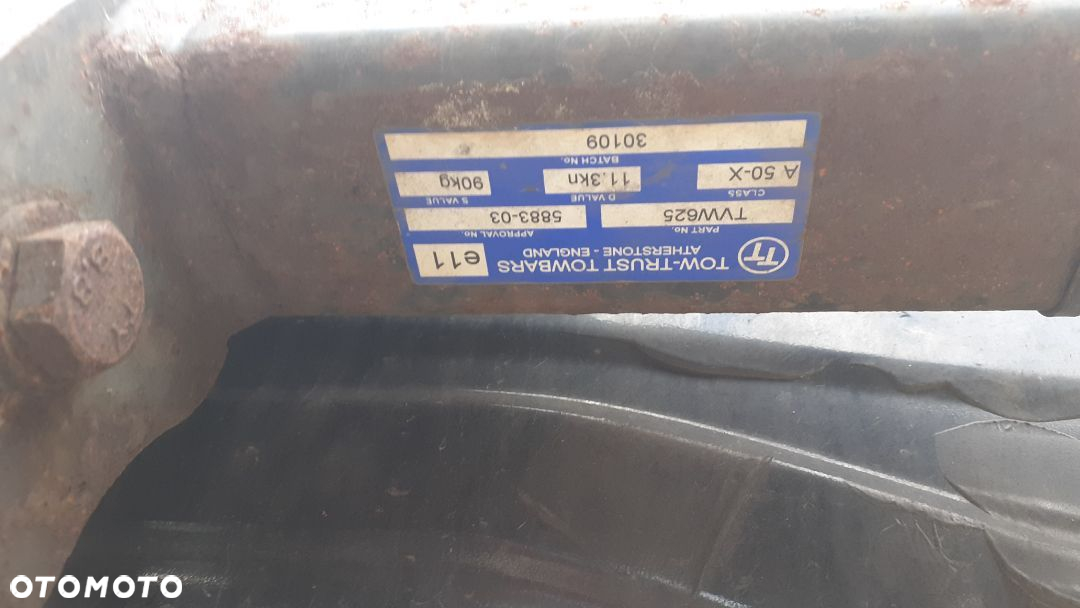 TT TOW-TRUST TOWBARS e11
ATHERSTONE - ENGLAND
PART No. APPROVAL No.
TVW625 5883-03
CLASS D VALUE S VALUE
A 50-X 11.3kn 90kg
BATCH No.
30109
OTOMOTO